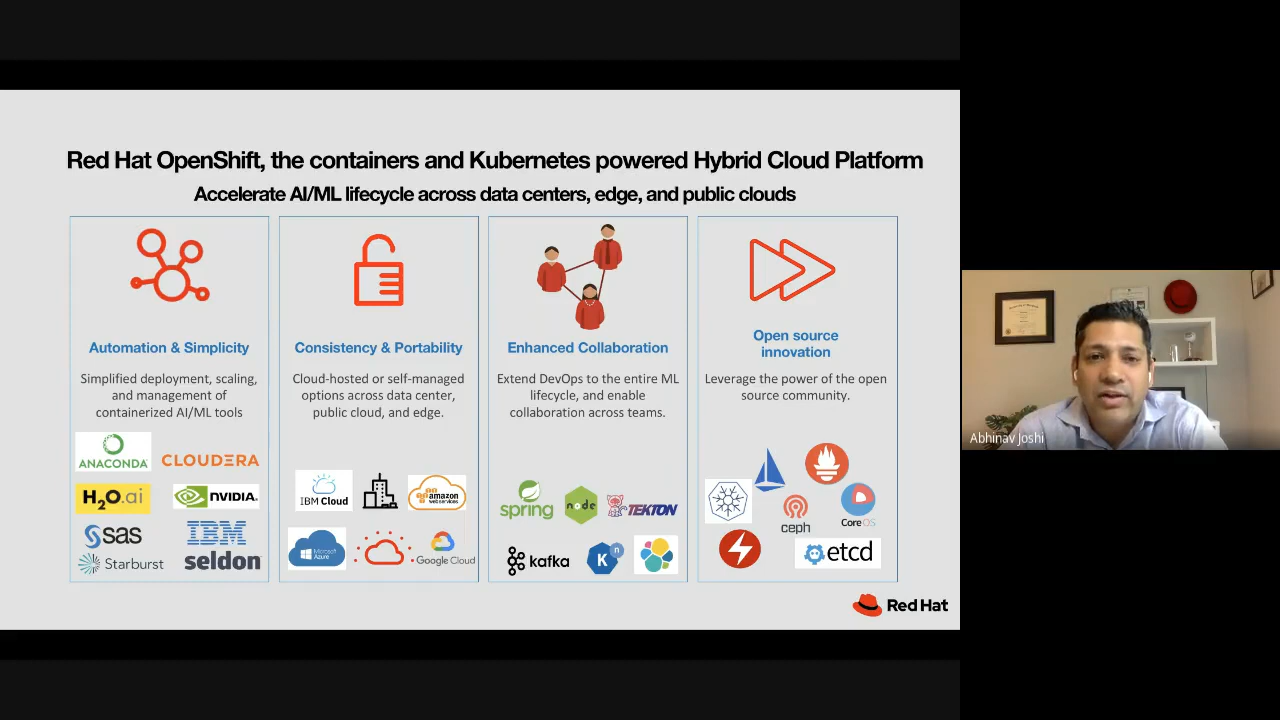 Red Hat OpenShift, the containers and Kubernetes powered Hybrid Cloud Platform
Accelerate AI/ML lifecycle across data centers, edge, and public clouds
Automation & Simplicity
Simplified deployment, scaling,
and management of
containerized AI/ML tools
ANACONDA
CLOUDERA
H2O.ai
NVIDIA.
sas
IBM
Starburst
seldon
Consistency & Portability
Cloud-hosted or self-managed
options across data center,
public cloud, and edge.
IBM Cloud
amazon
web services
Microsoft
Azure
Google Cloud
Enhanced Collaboration
Extend DevOps to the entire ML
lifecycle, and enable
collaboration across teams.
spring
node
TEKTON
kafka
K n
Open source
innovation
Leverage the power of the open
source community.
ceph
Core OS
etcd
Red Hat
Abhinav Joshi